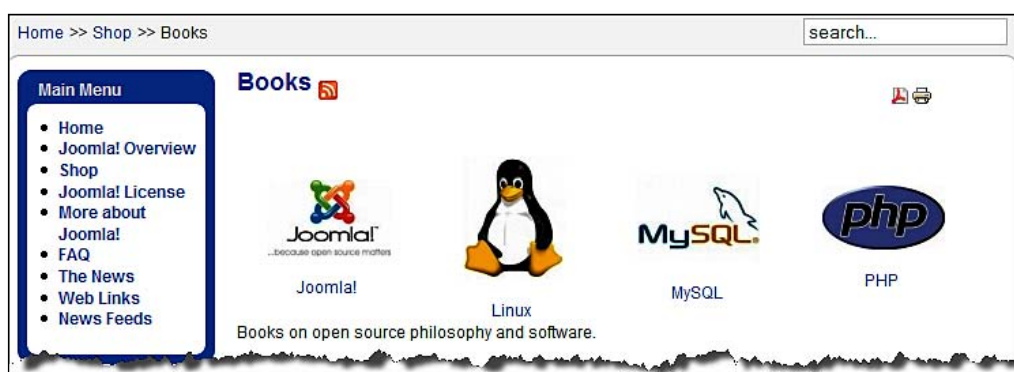 Home >> Shop >> Books
search...
Main Menu
Home
Joomla! Overview
Shop
Joomla! License
More about
Joomla!
FAQ
The News
Web Links
News Feeds
Books
Joomla!
...because open source matters
MySQL.
php
Joomla!
Linux
MySQL
PHP
Books on open source philosophy and software.